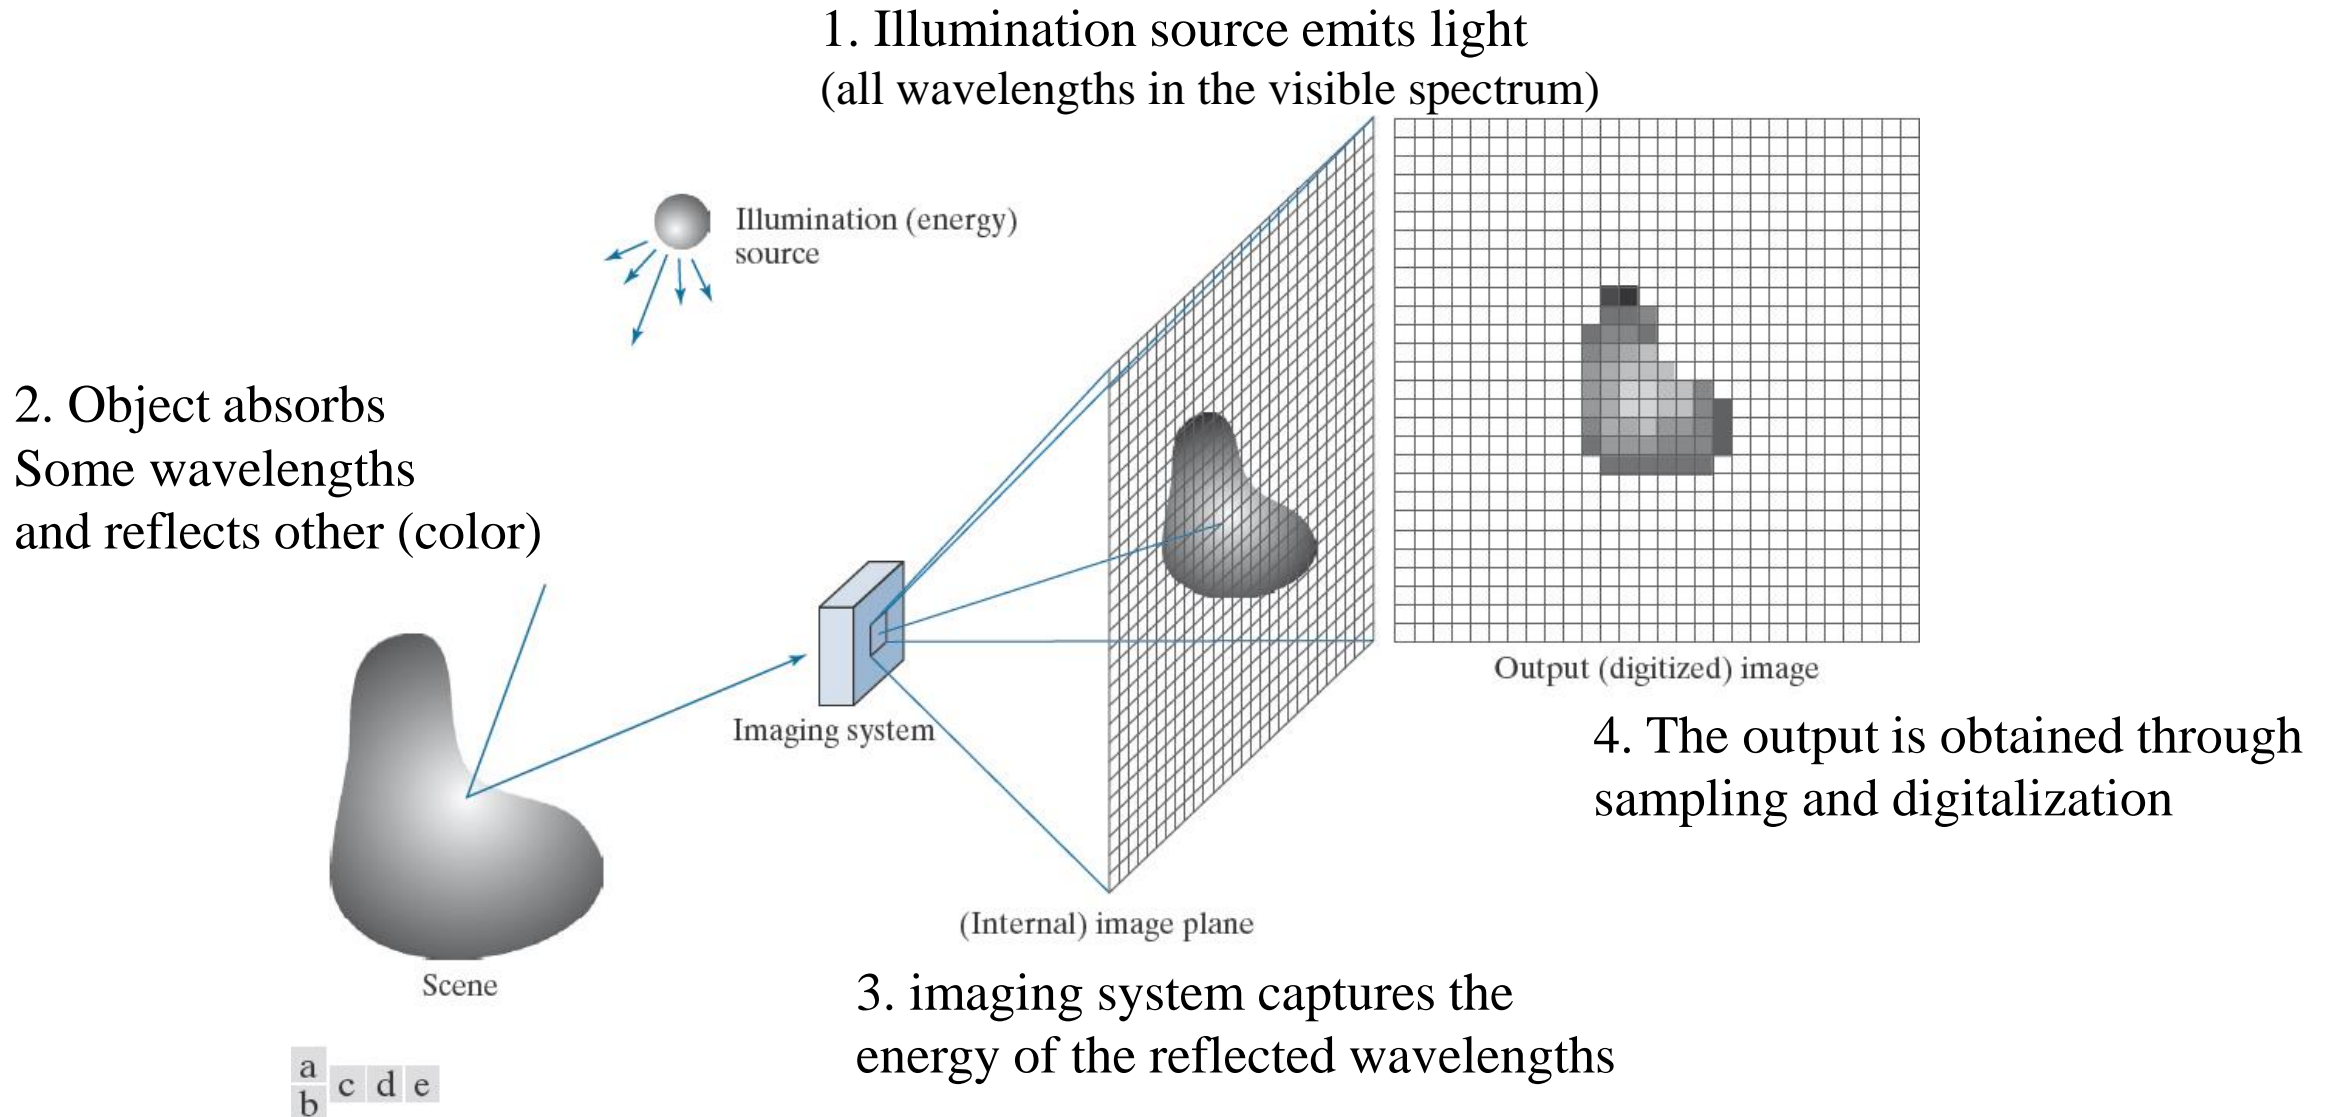 1. Illumination source emits light
(all wavelengths in the visible spectrum)
Illumination (energy)
source
2. Object absorbs
Some wavelengths
and reflects other (color)
Imaging system
Output (digitized) image
4. The output is obtained through
sampling and digitalization
(Internal) image plane
Scene
3. imaging system captures the
energy of the reflected wavelengths
a
c d e
b